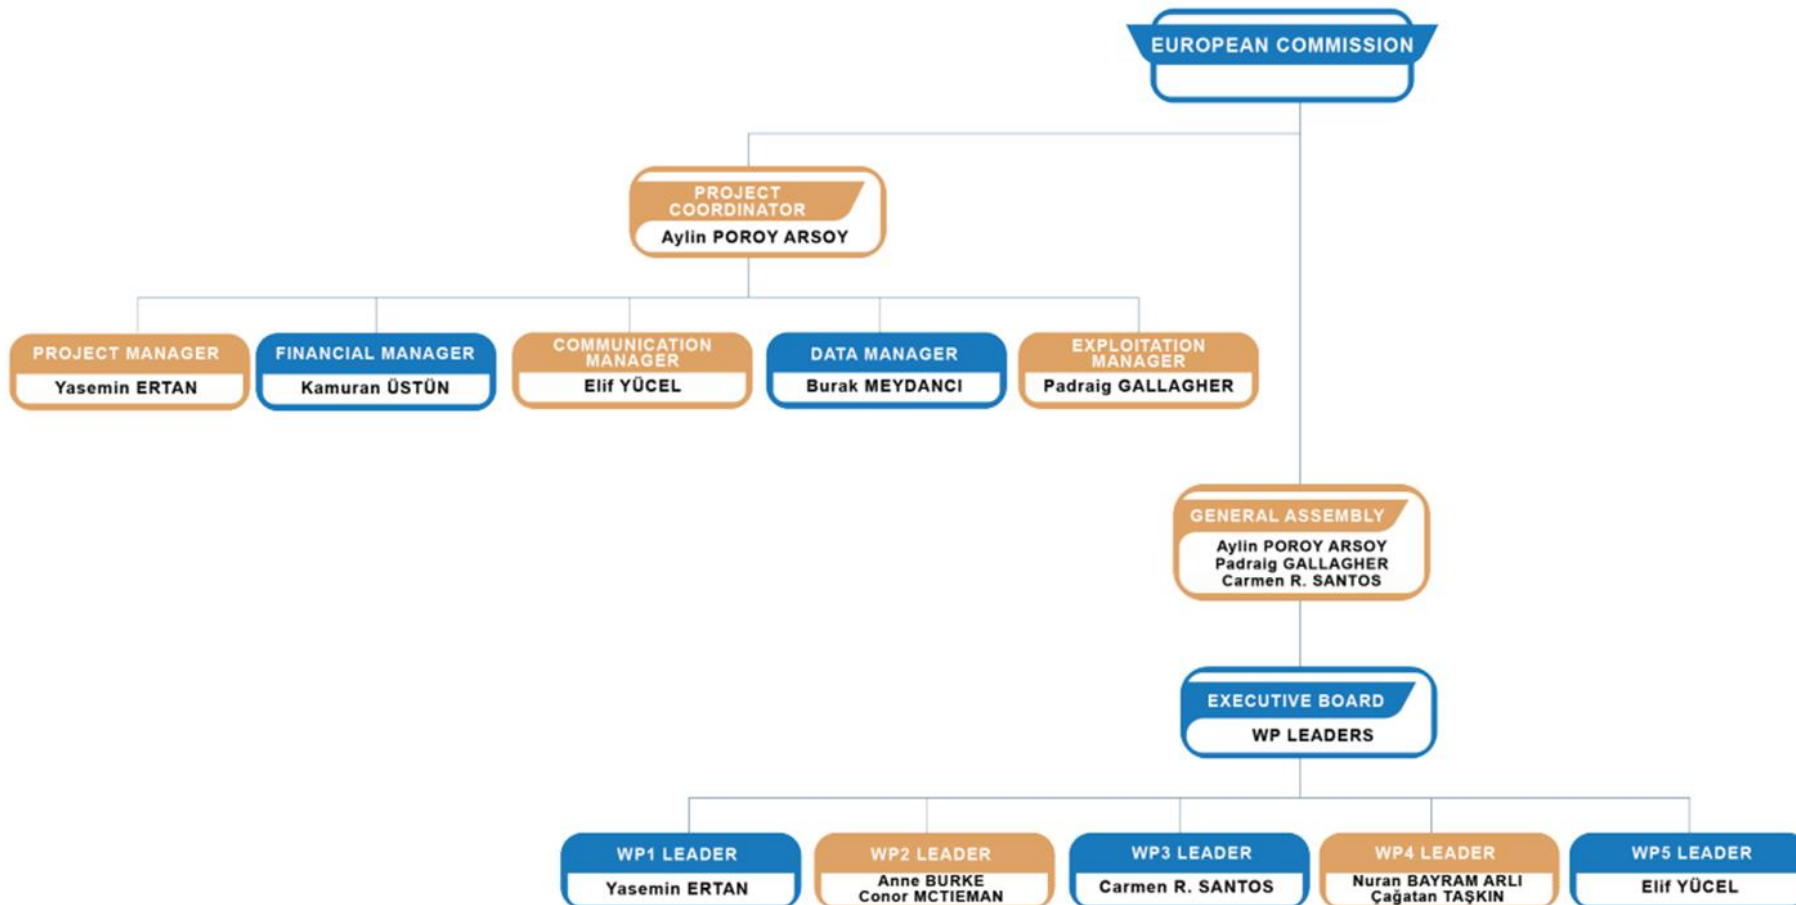 EUROPEAN COMMISSION
PROJECT
COORDINATOR
Aylin POROY ARSOY
PROJECT MANAGER
Yasemin ERTAN
FINANCIAL MANAGER
Kamuran ÜSTÜN
COMMUNICATION
MANAGER
Elif YÜCEL
DATA MANAGER
Burak MEYDANCI
EXPLOITATION
MANAGER
Padraig GALLAGHER
GENERAL ASSEMBLY
Aylin POROY ARSOY
Padraig GALLAGHER
Carmen R. SANTOS
EXECUTIVE BOARD
WP LEADERS
WP1 LEADER
Yasemin ERTAN
WP2 LEADER
Anne BURKE
Conor MCTIEMAN
WP3 LEADER
Carmen R. SANTOS
WP4 LEADER
Nuran BAYRAM ARLI
Çağatan TAŞKIN
WP5 LEADER
Elif YÜCEL